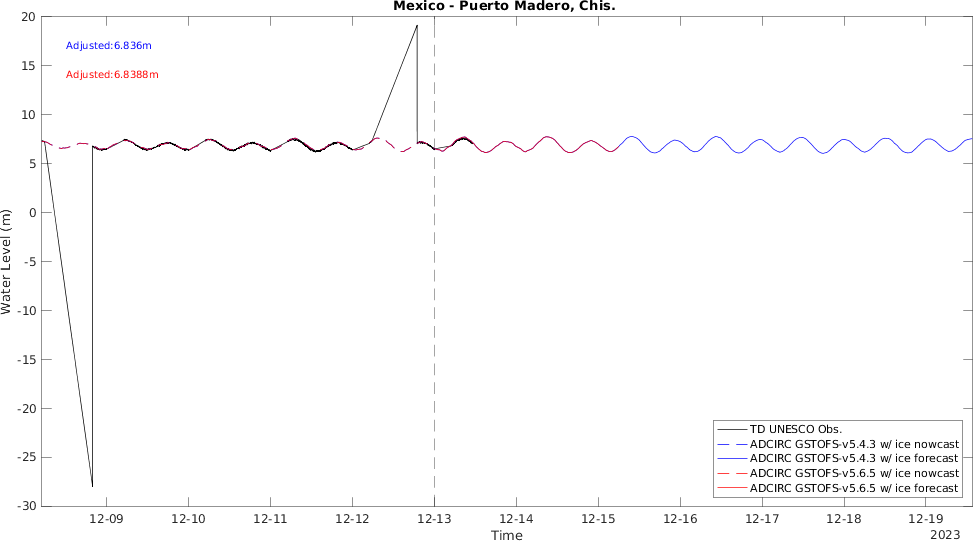 Mexico - Puerto Madero, Chis.
20
15
10
5
0
-5
-10
-15
-20
-25
-30
Water Level (m)
Adjusted:6.836m
Adjusted:6.8388m
TD UNESCO Obs.
ADCIRC GSTOFS-v5.4.3 w/ ice nowcast
ADCIRC GSTOFS-v5.4.3 w/ ice forecast
ADCIRC GSTOFS-v5.6.5 w/ ice nowcast
ADCIRC GSTOFS-v5.6.5 w/ ice forecast
12-09 12-10 12-11 12-12 12-13 12-14 12-15 12-16 12-17 12-18 12-19
2023
Time